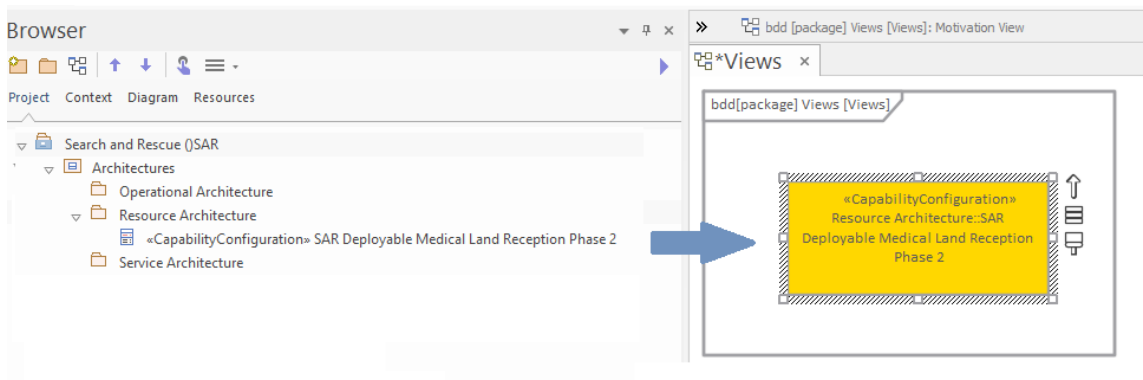 Browser
Project Context Diagram Resources
Search and Rescue ()SAR
Architectures
Operational Architecture
Resource Architecture
«CapabilityConfiguration» SAR Deployable Medical Land Reception Phase 2
Service Architecture
bdd [package] Views [Views]: Motivation View
*Views ×
bdd[package] Views [Views]
«CapabilityConfiguration»
Resource Architecture::SAR
Deployable Medical Land Reception
Phase 2